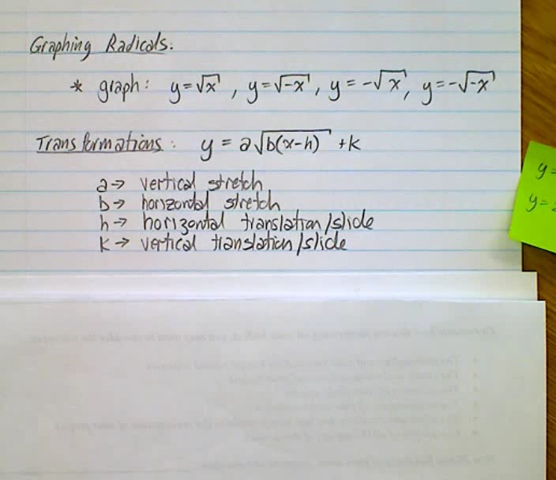 Graphing Radicals.
* graph: y=√x , y=√-x , y = -√x , y=-√-x
Transformations: y = a√b(x-h) +k
a→ vertical stretch
b→ horizontal stretch
h→ horizontal translation/slide
k→ vertical translation/slide
y=
y=